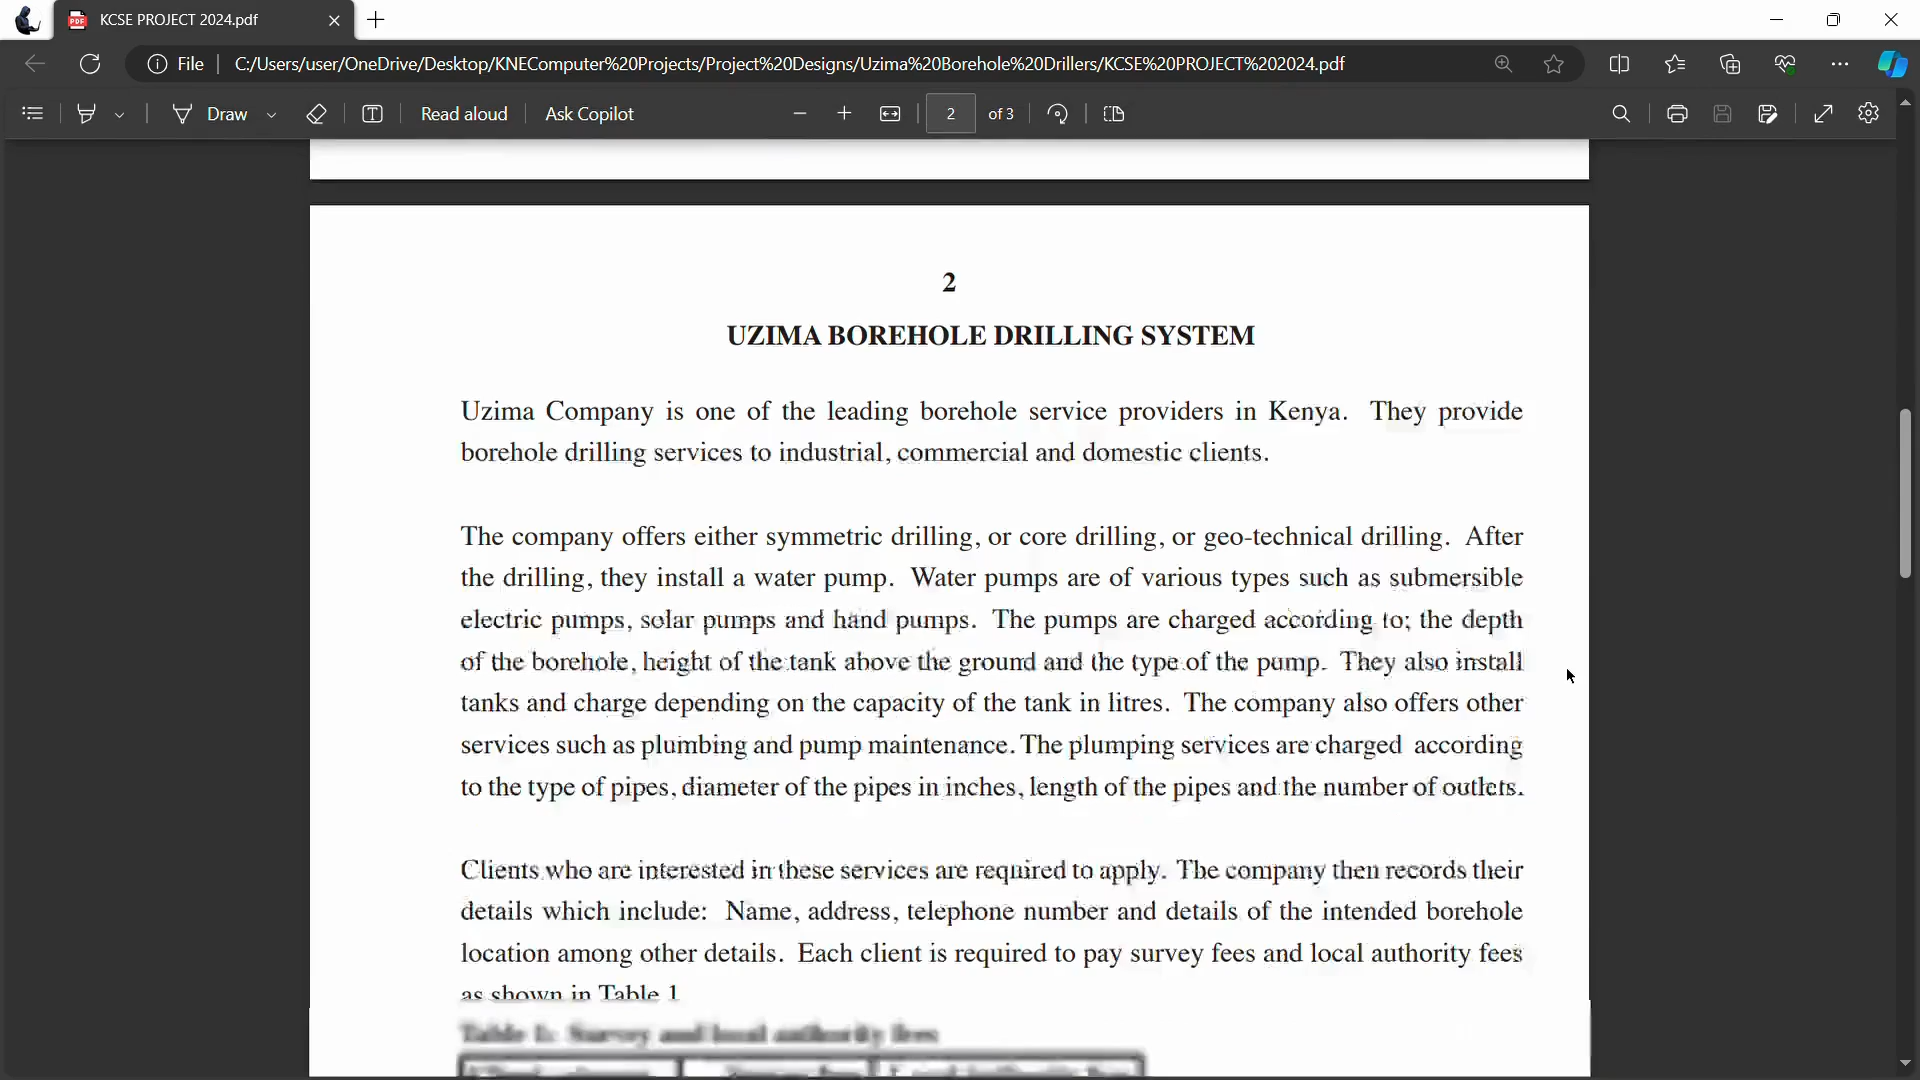 KCSE PROJECT 2024.pdf
File
C:/Users/user/OneDrive/Desktop/KNEComputer%20Projects/Project%20Designs/Uzima%20Borehole%20Drillers/KCSE%20PROJECT%202024.pdf
Draw
Read aloud
Ask Copilot
2 of 3
2
UZIMA BOREHOLE DRILLING SYSTEM
Uzima Company is one of the leading borehole service providers in Kenya. They provide
borehole drilling services to industrial, commercial and domestic clients.
The company offers either symmetric drilling, or core drilling, or geo-technical drilling. After
the drilling, they install a water pump. Water pumps are of various types such as submersible
electric pumps, solar pumps and hand pumps. The pumps are charged according to; the depth
of the borehole, height of the tank above the ground and the type of the pump. They also install
tanks and charge depending on the capacity of the tank in litres. The company also offers other
services such as plumbing and pump maintenance. The plumping services are charged according
to the type of pipes, diameter of the pipes in inches, length of the pipes and the number of outlets.
Clients who are interested in these services are required to apply. The company then records their
details which include: Name, address, telephone number and details of the intended borehole
location among other details. Each client is required to pay survey fees and local authority fees
as shown in Table 1
Table 1: Survey and local authority fees